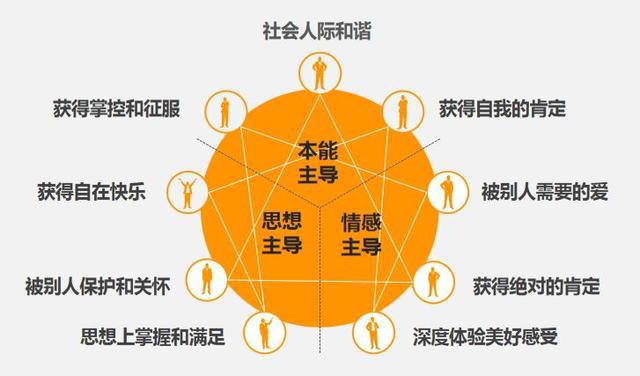 社会人际和谐
获得掌控和征服
获得自我的肯定
本能
主导
获得自在快乐
被别人需要的爱
思想
主导
情感
主导
被别人保护和关怀
获得绝对的肯定
思想上掌握和满足
深度体验美好感受